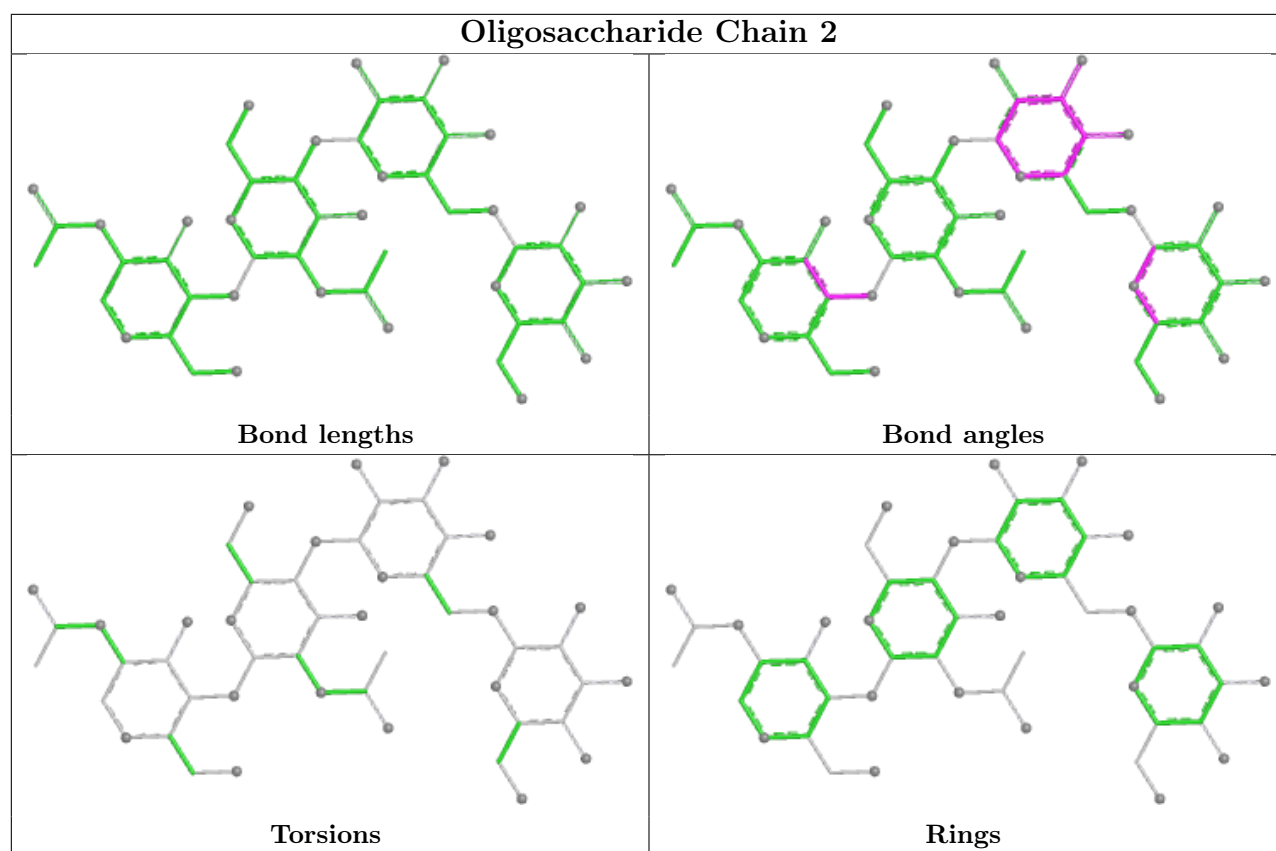 Oligosaccharide Chain 2
Bond lengths
Bond angles
Torsions
Rings